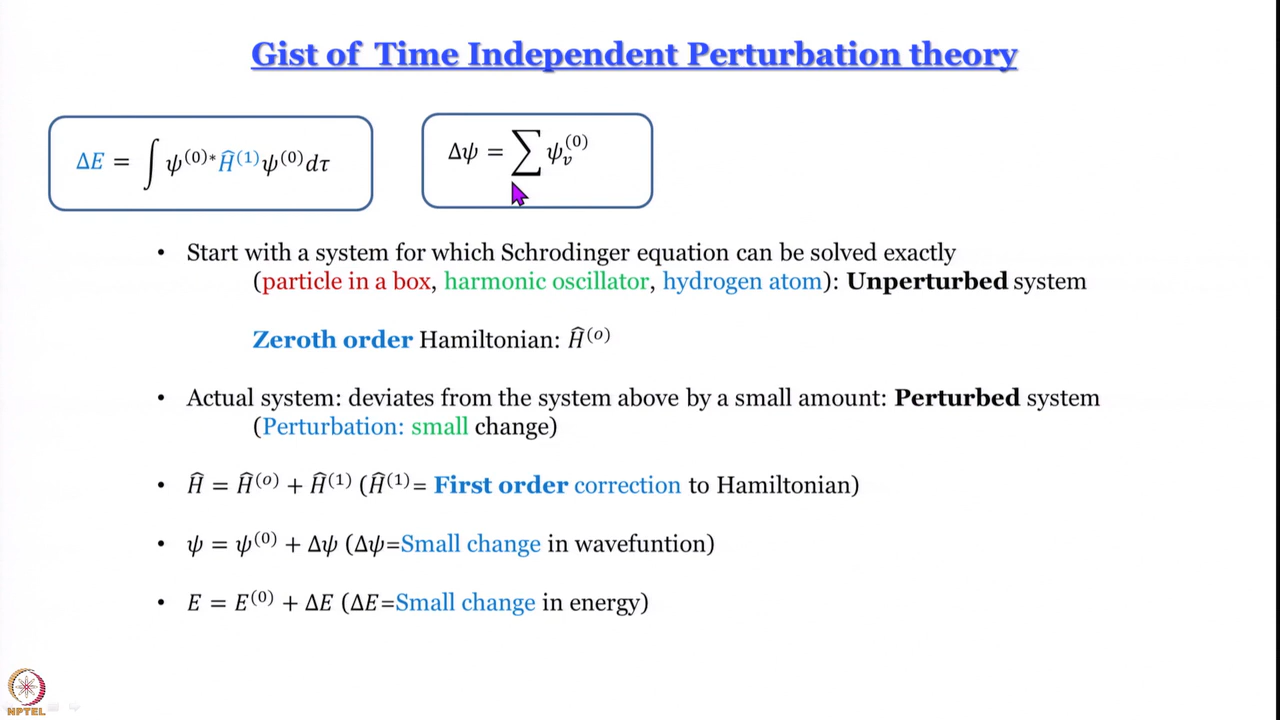 Gist of Time Independent Perturbation theory
ΔE = ∫ ψ⁽⁰⁾* Ĥ⁽¹⁾ ψ⁽⁰⁾ dτ
Δψ = ∑ ψᵥ⁽⁰⁾
• Start with a system for which Schrodinger equation can be solved exactly
(particle in a box, harmonic oscillator, hydrogen atom): Unperturbed system
Zeroth order Hamiltonian: Ĥ⁽ᵒ⁾
• Actual system: deviates from the system above by a small amount: Perturbed system
(Perturbation: small change)
• Ĥ = Ĥ⁽ᵒ⁾ + Ĥ⁽¹⁾ (Ĥ⁽¹⁾= First order correction to Hamiltonian)
• ψ = ψ⁽⁰⁾ + Δψ (Δψ=Small change in wavefuntion)
• E = E⁽⁰⁾ + ΔE (ΔE=Small change in energy)
NPTEL